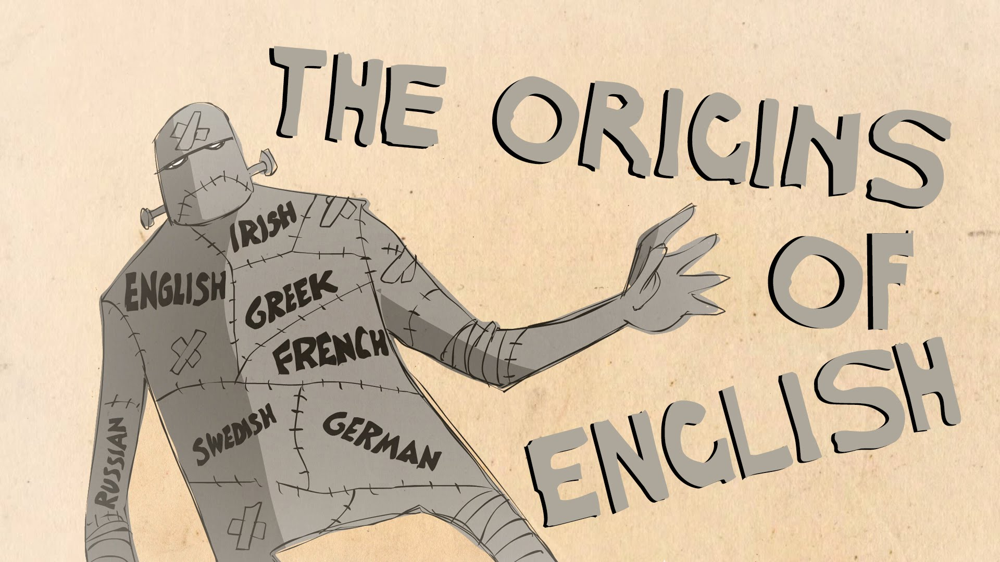 THE ORIGINS
OF
ENGLISH
IRISH
ENGLISH
GREEK
FRENCH
SWEDISH
GERMAN
RUSSIAN